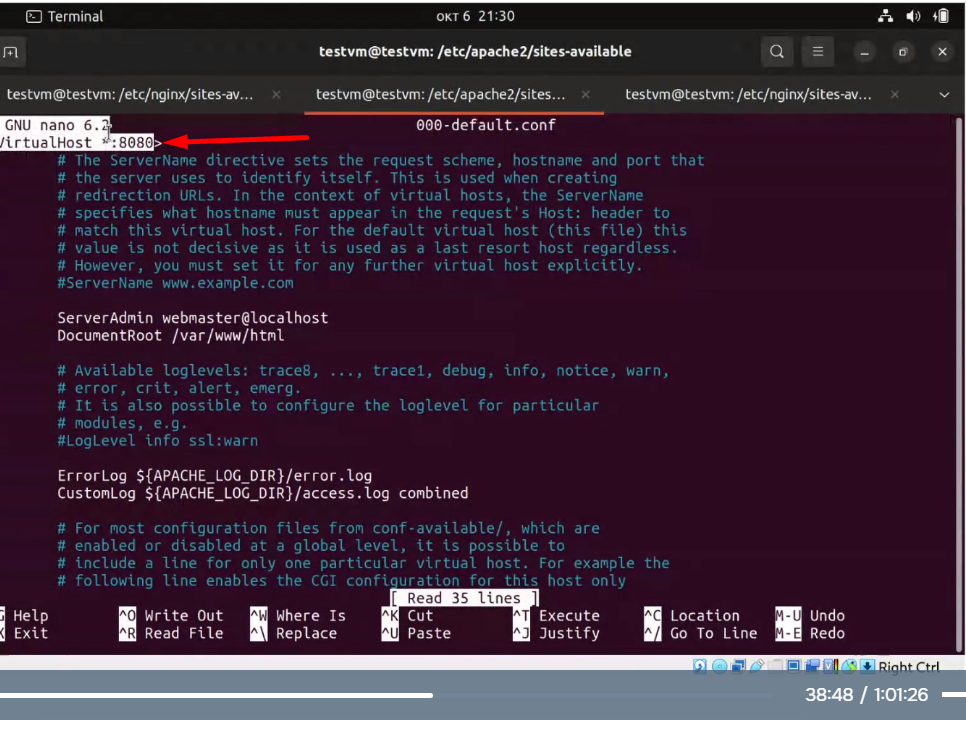 Terminal
окт 6 21:30
testvm@testvm: /etc/apache2/sites-available
testvm@testvm: /etc/nginx/sites-av... × testvm@testvm: /etc/apache2/sites... × testvm@testvm: /etc/nginx/sites-av... ×
GNU nano 6.2 000-default.conf
VirtualHost *:8080>
# The ServerName directive sets the request scheme, hostname and port that
# the server uses to identify itself. This is used when creating
# redirection URLs. In the context of virtual hosts, the ServerName
# specifies what hostname must appear in the request's Host: header to
# match this virtual host. For the default virtual host (this file) this
# value is not decisive as it is used as a last resort host regardless.
# However, you must set it for any further virtual host explicitly.
#ServerName www.example.com
ServerAdmin webmaster@localhost
DocumentRoot /var/www/html
# Available loglevels: trace8, ..., trace1, debug, info, notice, warn,
# error, crit, alert, emerg.
# It is also possible to configure the loglevel for particular
# modules, e.g.
#LogLevel info ssl:warn
ErrorLog ${APACHE_LOG_DIR}/error.log
CustomLog ${APACHE_LOG_DIR}/access.log combined
# For most configuration files from conf-available/, which are
# enabled or disabled at a global level, it is possible to
# include a line for only one particular virtual host. For example the
# following line enables the CGI configuration for this host only
[ Read 35 lines ]
G Help ^O Write Out ^W Where Is ^K Cut ^T Execute ^C Location M-U Undo
X Exit ^R Read File ^\ Replace ^U Paste ^J Justify ^/ Go To Line M-E Redo
Right Ctrl
38:48 / 1:01:26